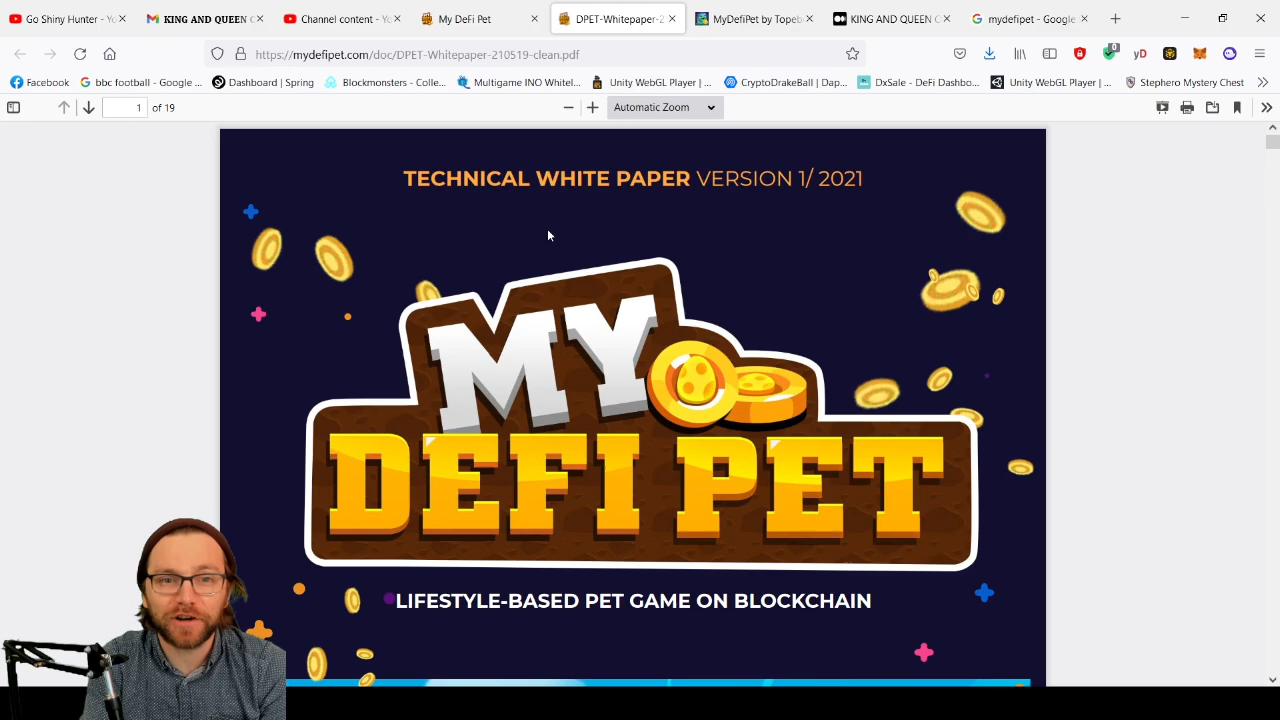 Go Shiny Hunter - Yo
KING AND QUEEN C
Channel content - Yo
My DeFi Pet
DPET-Whitepaper-2
MyDefiPet by Topeb
KING AND QUEEN C
mydefipet - Google
https://mydefipet.com/doc/DPET-Whitepaper-210519-clean.pdf
0
yD
Facebook
bbc football - Google ...
Dashboard | Spring
Blockmonsters - Colle...
Multigame INO Whitel...
Unity WebGL Player | ...
CryptoDrakeBall | Dap...
DxSale - DeFi Dashbo...
Unity WebGL Player | ...
Stephero Mystery Chest
1 of 19
Automatic Zoom
TECHNICAL WHITE PAPER VERSION 1/ 2021
MY
DEFI PET
LIFESTYLE-BASED PET GAME ON BLOCKCHAIN